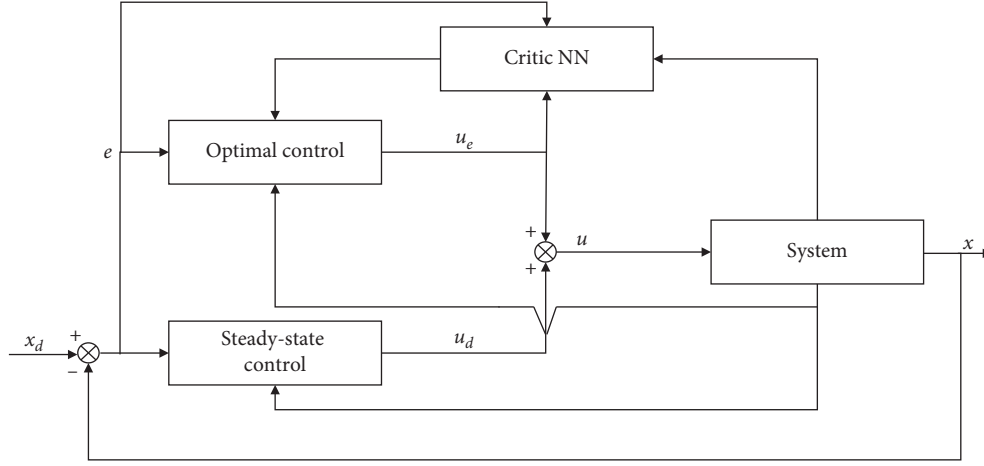 Critic NN
e
Optimal control
u_e
+
u
+
System
x
x_d
+
−
Steady-state
control
u_d